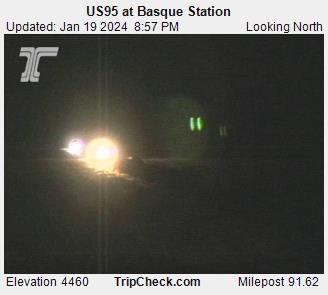 US95 at Basque Station
Updated: Jan 19 2024 8:57 PM Looking North
Elevation 4460 TripCheck.com Milepost 91.62